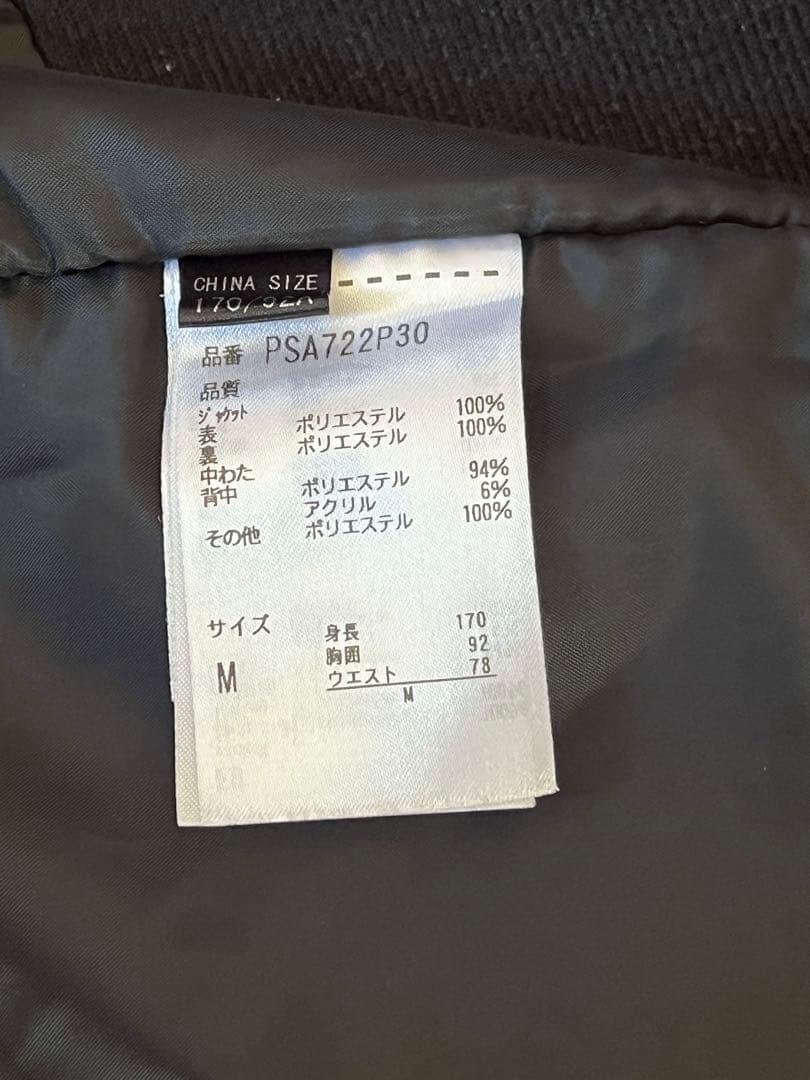 CHINA SIZE
170/92A
品番 PSA722P30
品質
ジャケット
表 ポリエステル 100%
裏 ポリエステル 100%
中わた
背中 ポリエステル 94%
アクリル 6%
その他 ポリエステル 100%
サイズ 身長 170
胸囲 92
M ウエスト 78
M